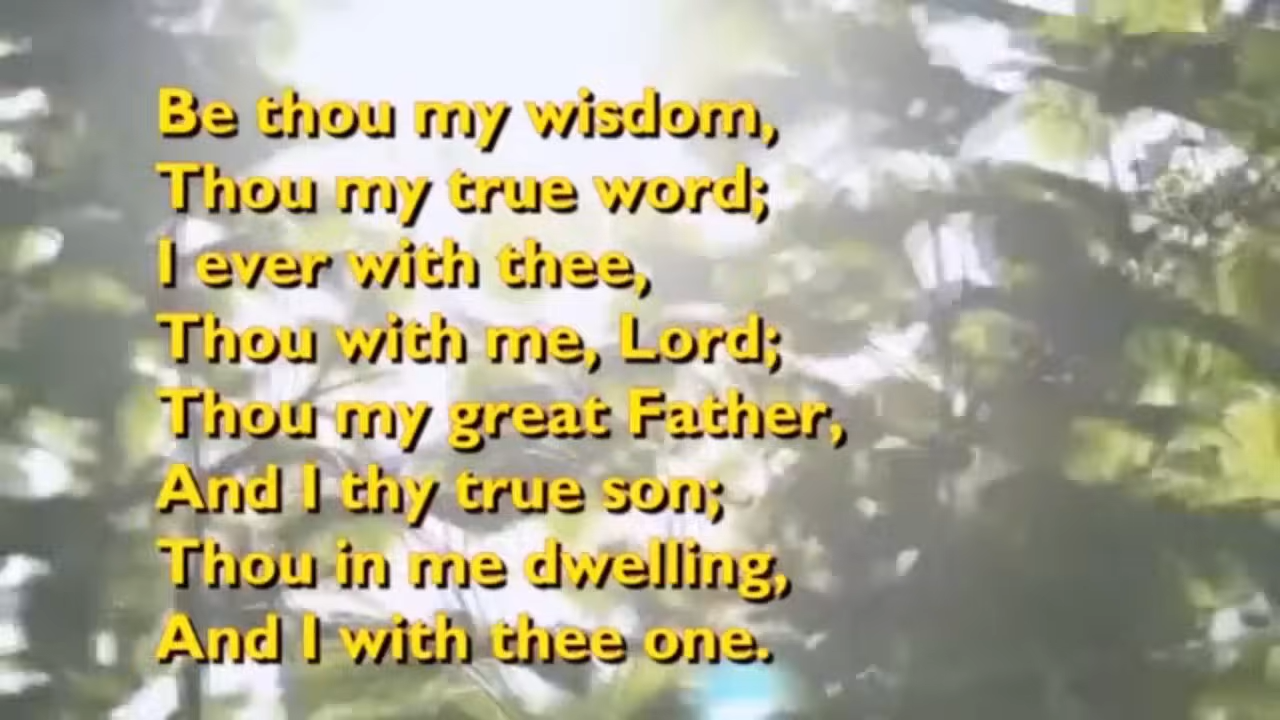 Be thou my wisdom,
Thou my true word;
I ever with thee,
Thou with me, Lord;
Thou my great Father,
And I thy true son;
Thou in me dwelling,
And I with thee one.